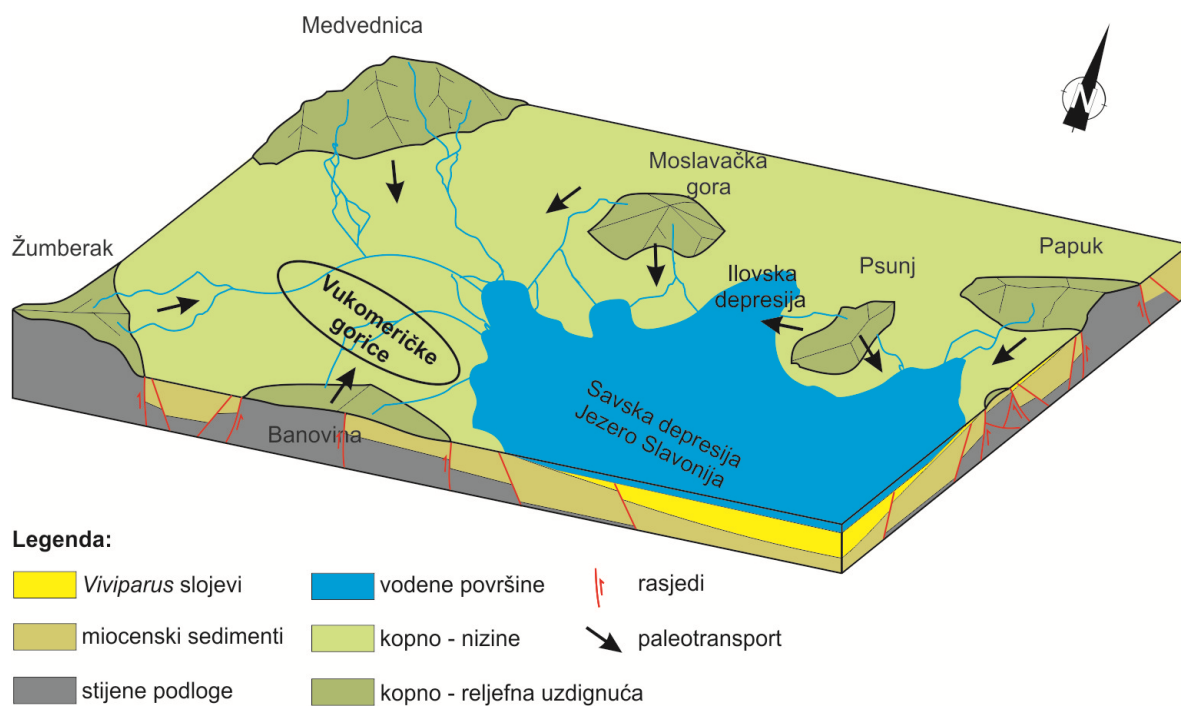 Medvednica
N
Moslavačka
gora
Žumberak
Papuk
Ilovska
depresija
Psunj
Vukomeričke
gorice
Savska depresija
Jezero Slavonija
Banovina
Legenda:
Viviparus slojevi
vodene površine
rasjedi
miocenski sedimenti
kopno - nizine
paleotransport
stijene podloge
kopno - reljefna uzdignuća